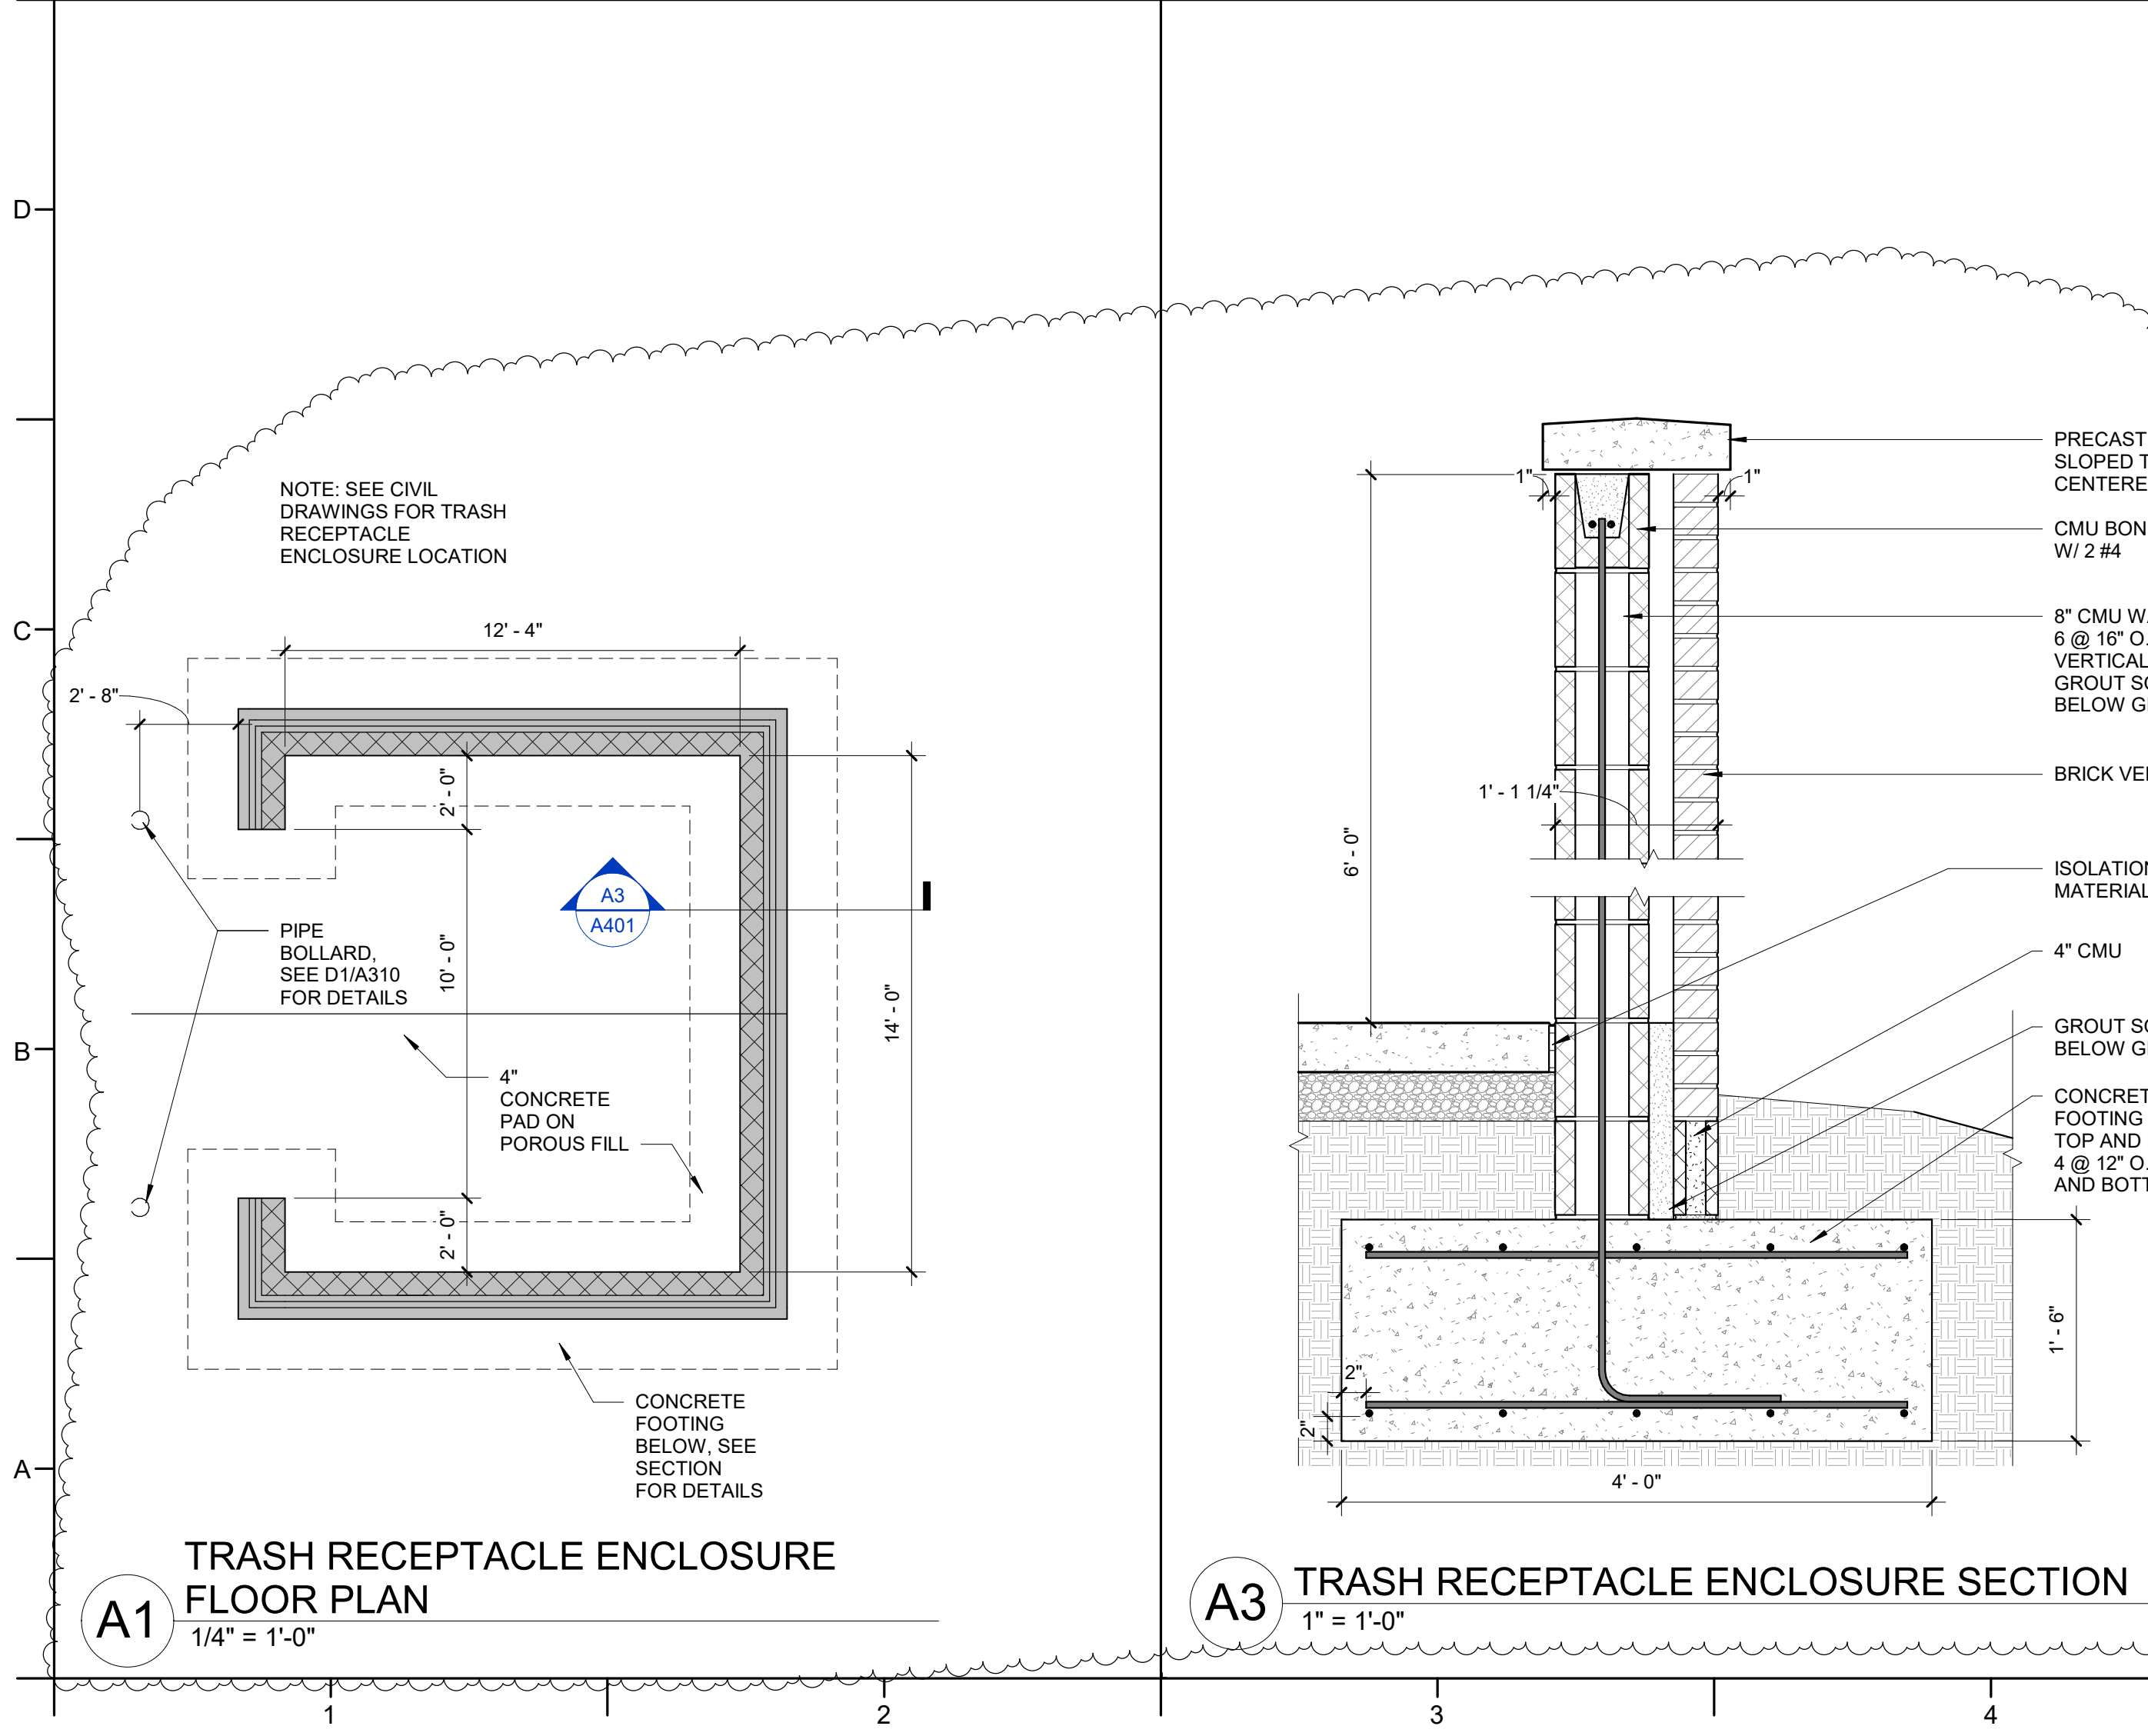 D
C
B
A
NOTE: SEE CIVIL
DRAWINGS FOR TRASH
RECEPTACLE
ENCLOSURE LOCATION
12' - 4"
2' - 8"
2' - 0"
10' - 0"
2' - 0"
14' - 0"
A3
A401
PIPE
BOLLARD,
SEE D1/A310
FOR DETAILS
4"
CONCRETE
PAD ON
POROUS FILL
CONCRETE
FOOTING
BELOW, SEE
SECTION
FOR DETAILS
A1
TRASH RECEPTACLE ENCLOSURE
FLOOR PLAN
1/4" = 1'-0"
1"
1"
6' - 0"
1' - 1 1/4"
2"
2"
4' - 0"
1' - 6"
PRECAST
SLOPED T
CENTERE
CMU BON
W/ 2 #4
8" CMU W
6 @ 16" O.
VERTICAL
GROUT SO
BELOW G
BRICK VE
ISOLATION
MATERIAL
4" CMU
GROUT SO
BELOW G
CONCRET
FOOTING
TOP AND
4 @ 12" O.
AND BOTT
A3
TRASH RECEPTACLE ENCLOSURE SECTION
1" = 1'-0"
1
2
3
4